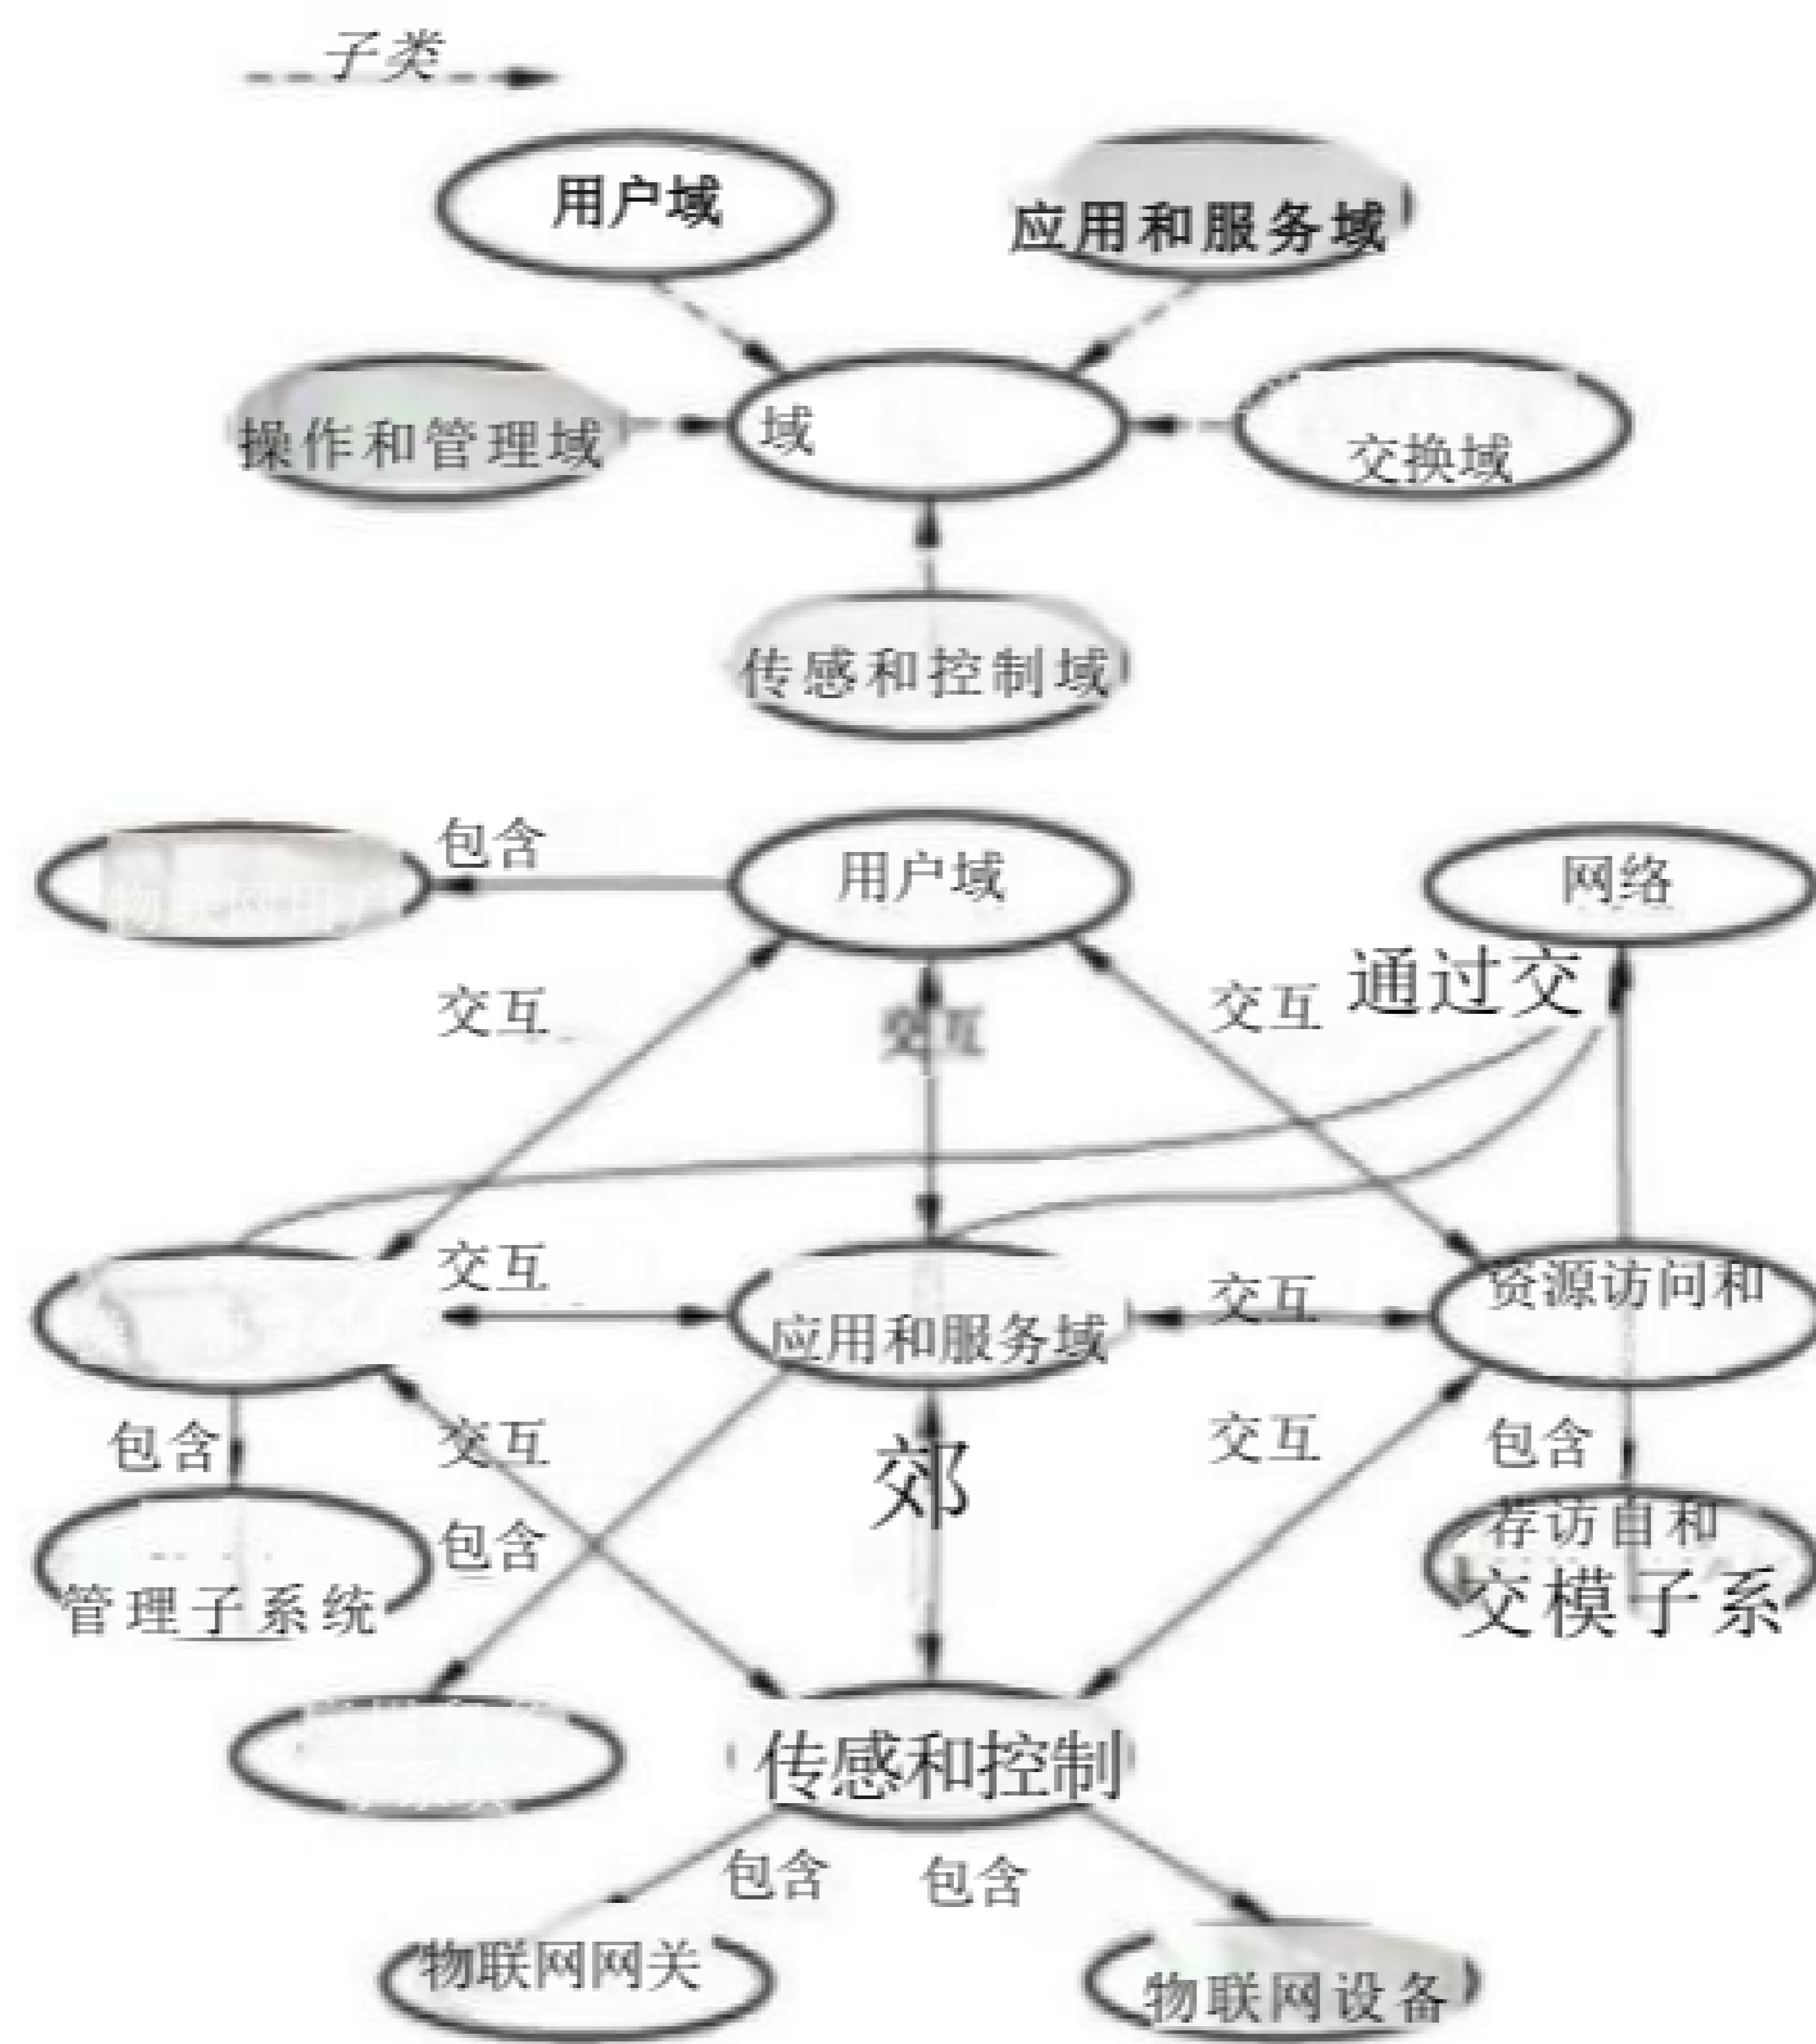 子类
用户域
应用和服务域
操作和管理域
域
交换域
传感和控制域
包含
用户域
网络
通过交
交互
交互
交互
交互
应用和服务域
交互
资源访问和
包含
交互
郊
交互
包含
包含
荐访自和
管理子系统
交模子系
传感和控制
包含
包含
物联网网关
物联网设备